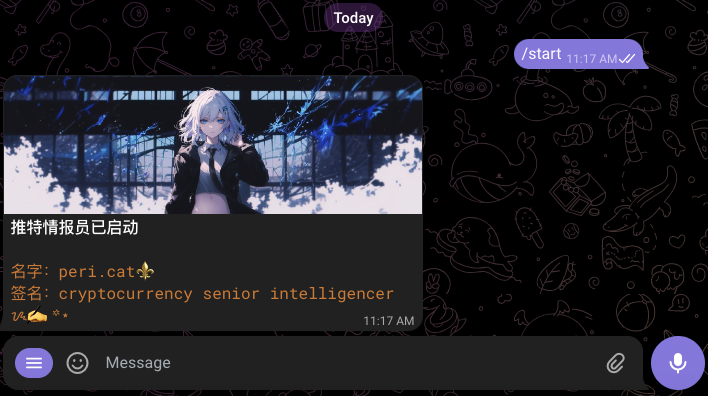 Today
/start 11:17 AM
推特情报员已启动
名字：peri.cat⚜️
签名：cryptocurrency senior intelligencer
11:17 AM
Message